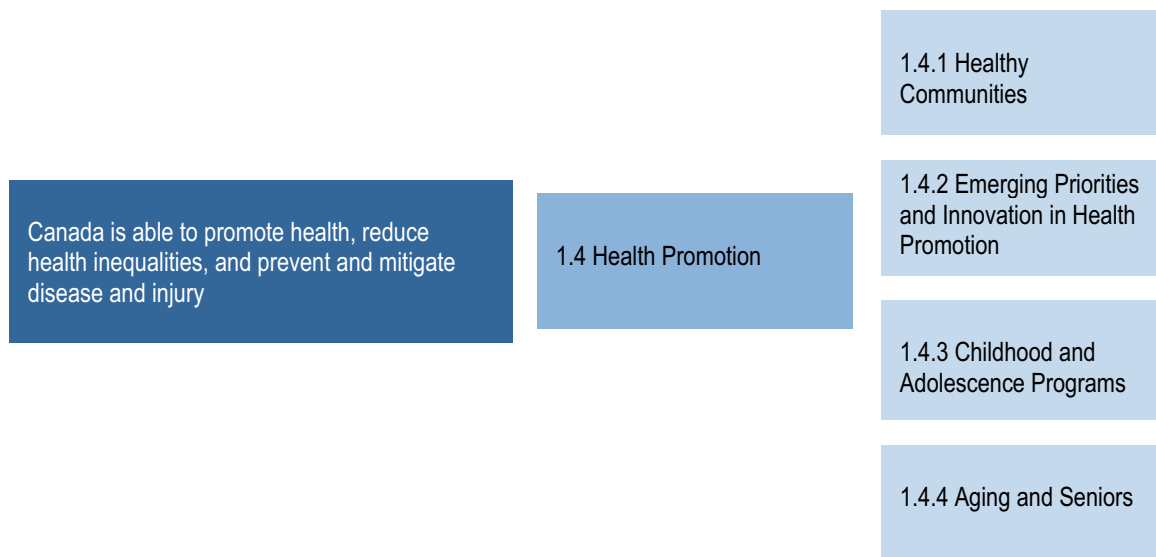 Canada is able to promote health, reduce
health inequalities, and prevent and mitigate
disease and injury
1.4 Health Promotion
1.4.1 Healthy
Communities
1.4.2 Emerging Priorities
and Innovation in Health
Promotion
1.4.3 Childhood and
Adolescence Programs
1.4.4 Aging and Seniors